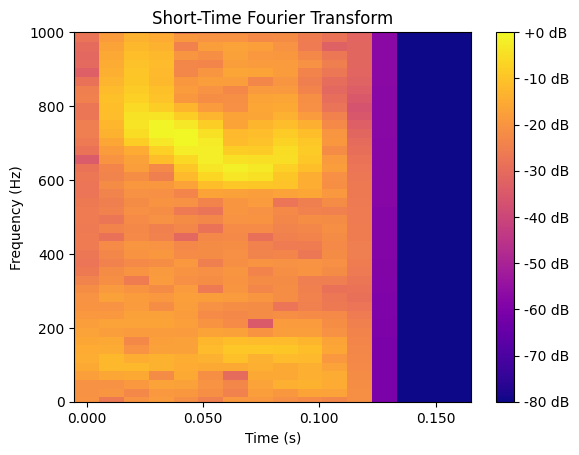 Short-Time Fourier Transform
1000
800
600
400
200
0
Frequency (Hz)
0.000
0.050
0.100
0.150
Time (s)
+0 dB
-10 dB
-20 dB
-30 dB
-40 dB
-50 dB
-60 dB
-70 dB
-80 dB